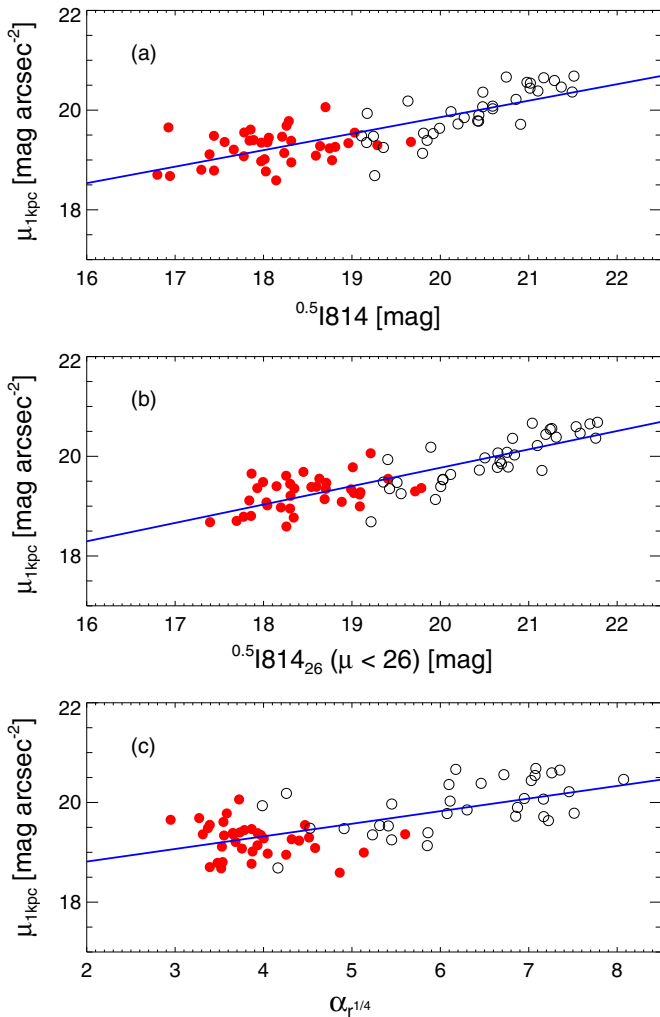 22
(a)
20
18
μ1kpc [mag arcsec-2]
16 17 18 19 20 21 22
0.5I814 [mag]
22
(b)
20
18
μ1kpc [mag arcsec-2]
16 17 18 19 20 21 22
0.5I81426 (μ < 26) [mag]
22
(c)
20
18
μ1kpc [mag arcsec-2]
2 3 4 5 6 7 8
αr1/4